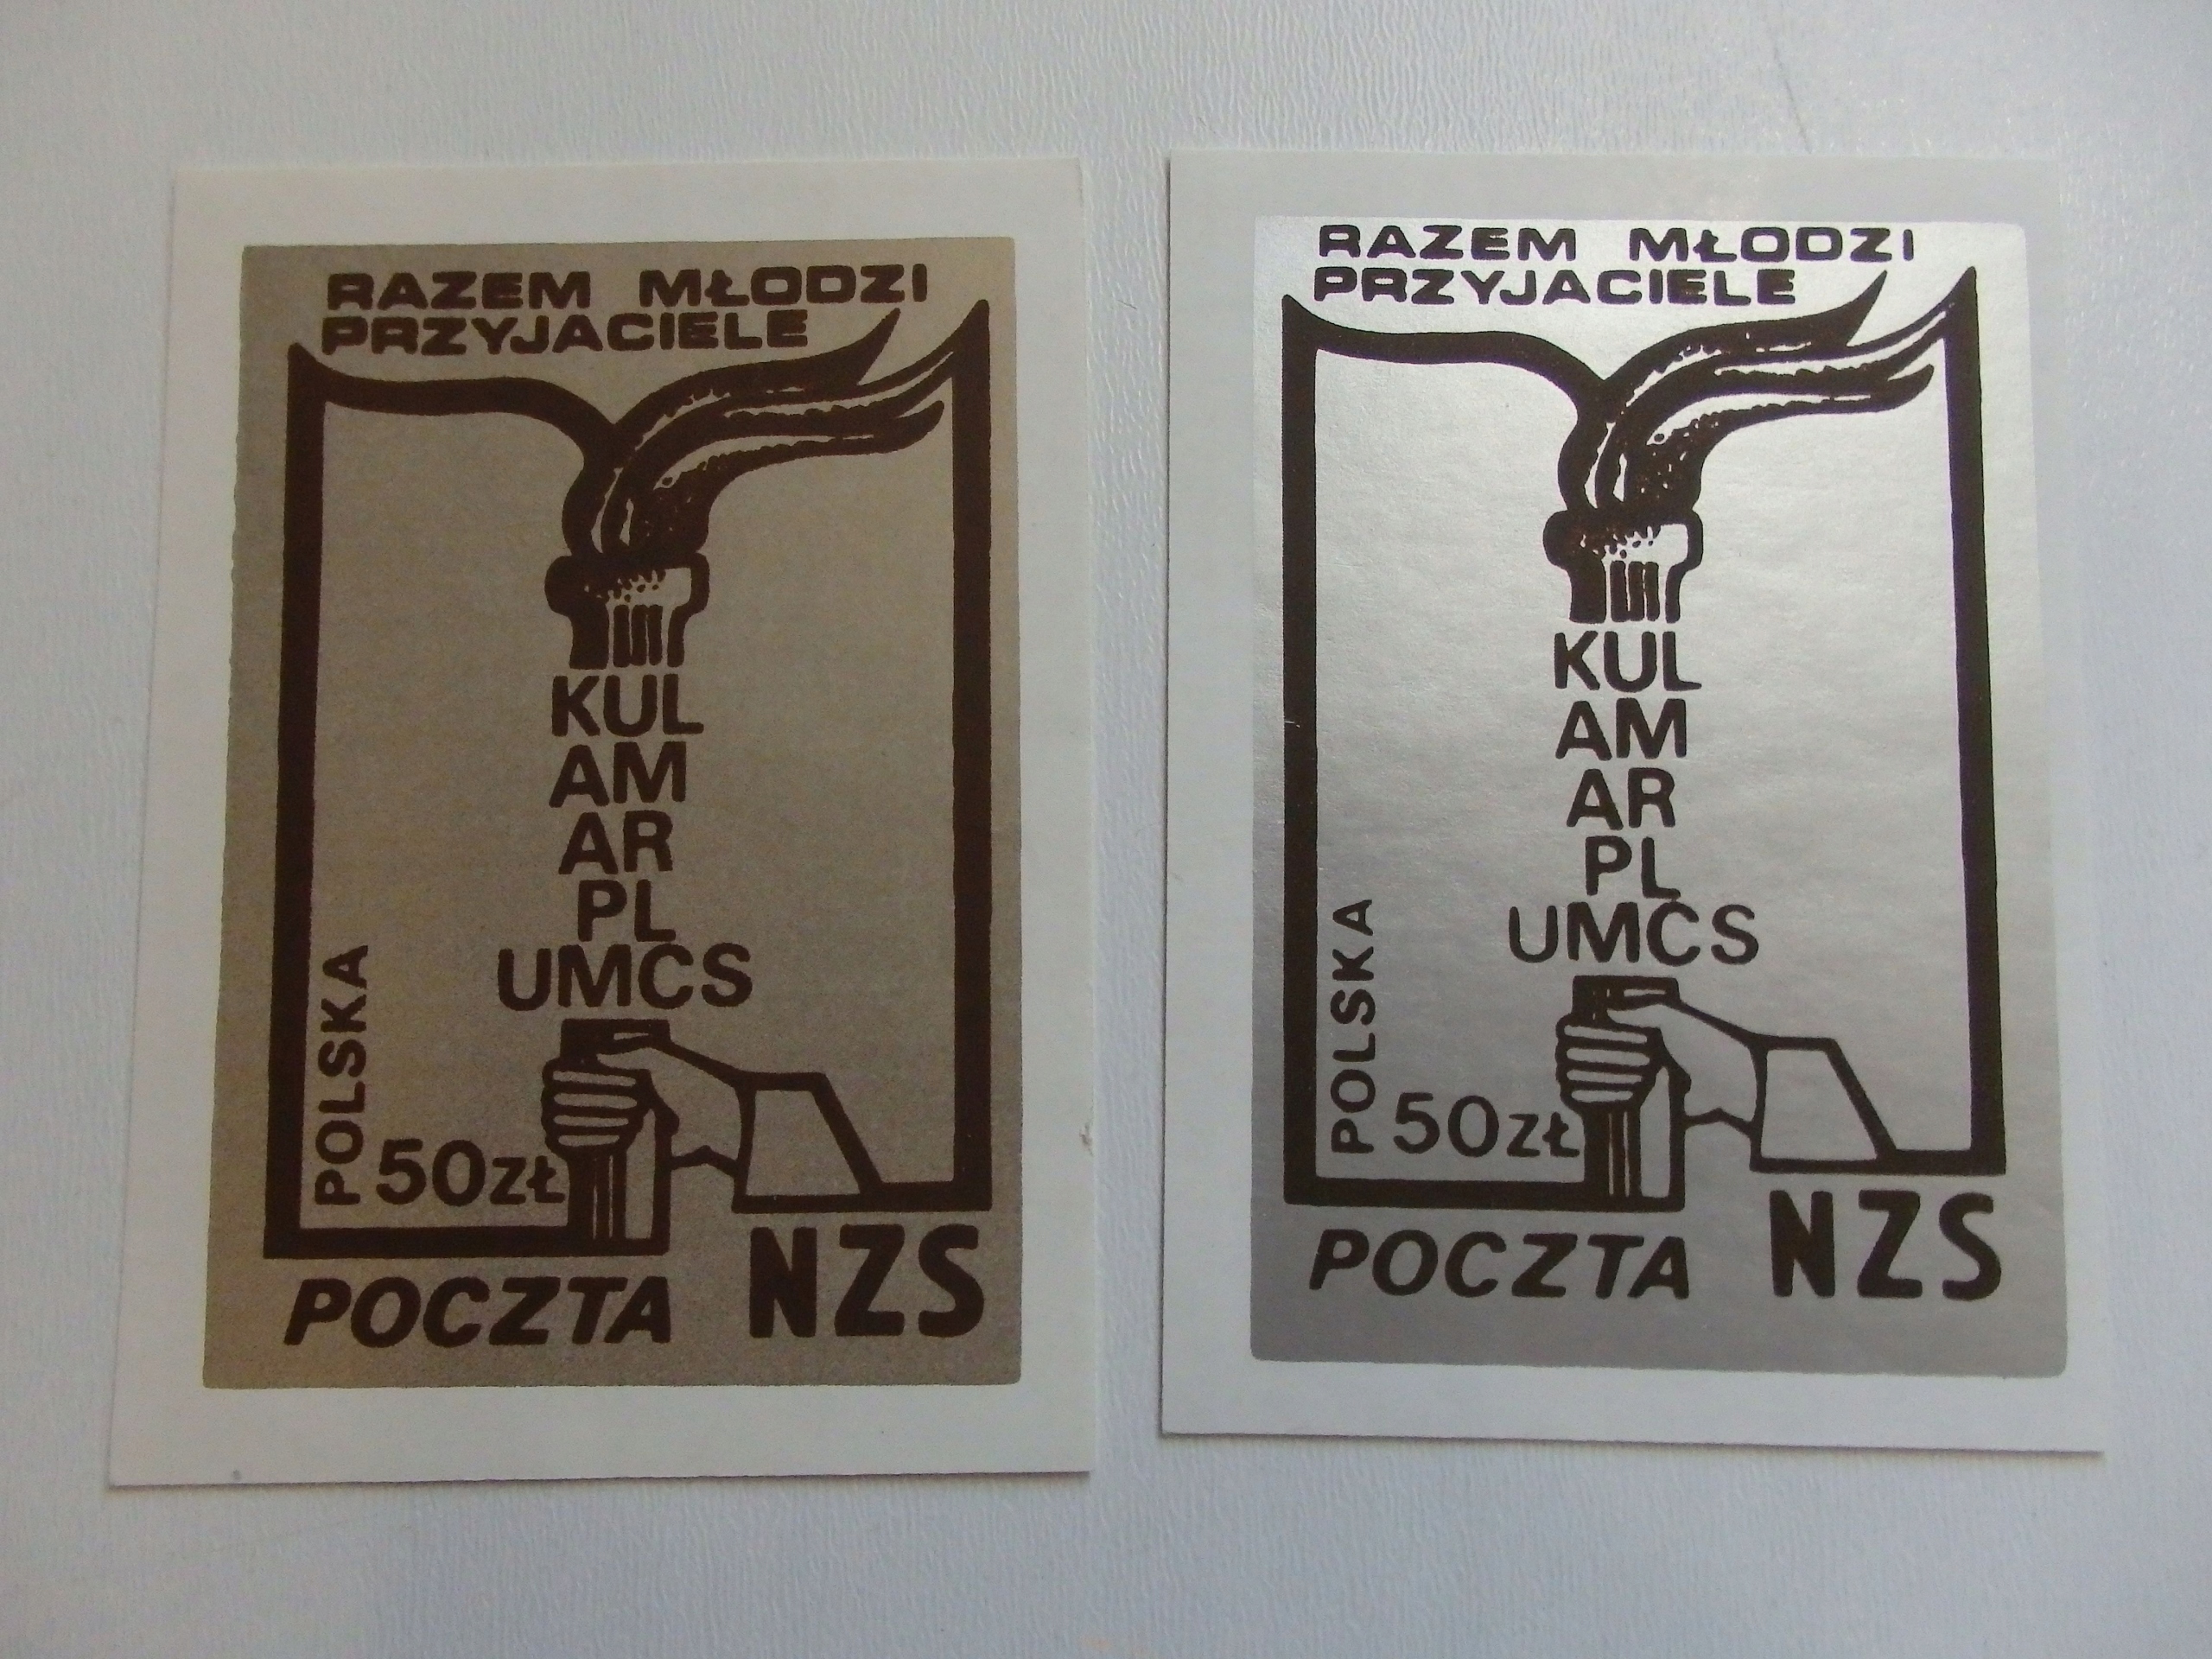 RAZEM MŁODZI
PRZYJACIELE
KUL
AM
AR
PL
UMCS
POLSKA
50zł
POCZTA NZS
RAZEM MŁODZI
PRZYJACIELE
KUL
AM
AR
PL
UMCS
POLSKA
50zł
POCZTA NZS